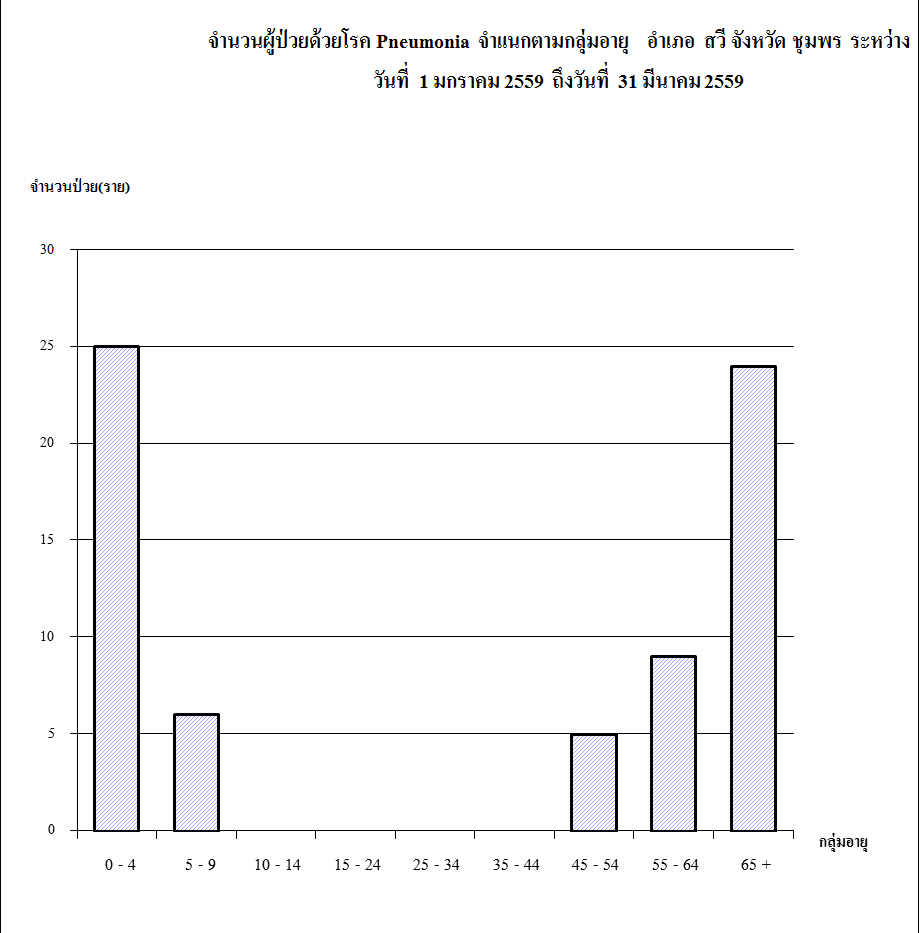 จำนวนผู้ป่วยด้วยโรค Pneumonia จำแนกตามกลุ่มอายุ อำเภอ สวี จังหวัด ชุมพร ระหว่าง
วันที่ 1 มกราคม 2559 ถึงวันที่ 31 มีนาคม 2559
จำนวนป่วย(ราย)
30
25
20
15
10
5
0
0 - 4 5 - 9 10 - 14 15 - 24 25 - 34 35 - 44 45 - 54 55 - 64 65 +
กลุ่มอายุ